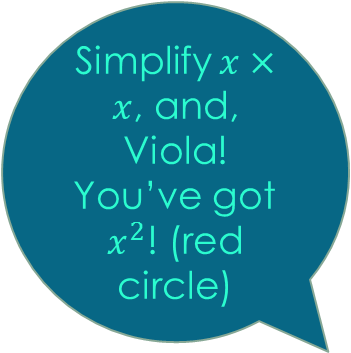 Simplify 𝑥 ×
𝑥, and,
Viola!
You’ve got
𝑥²! (red
circle)